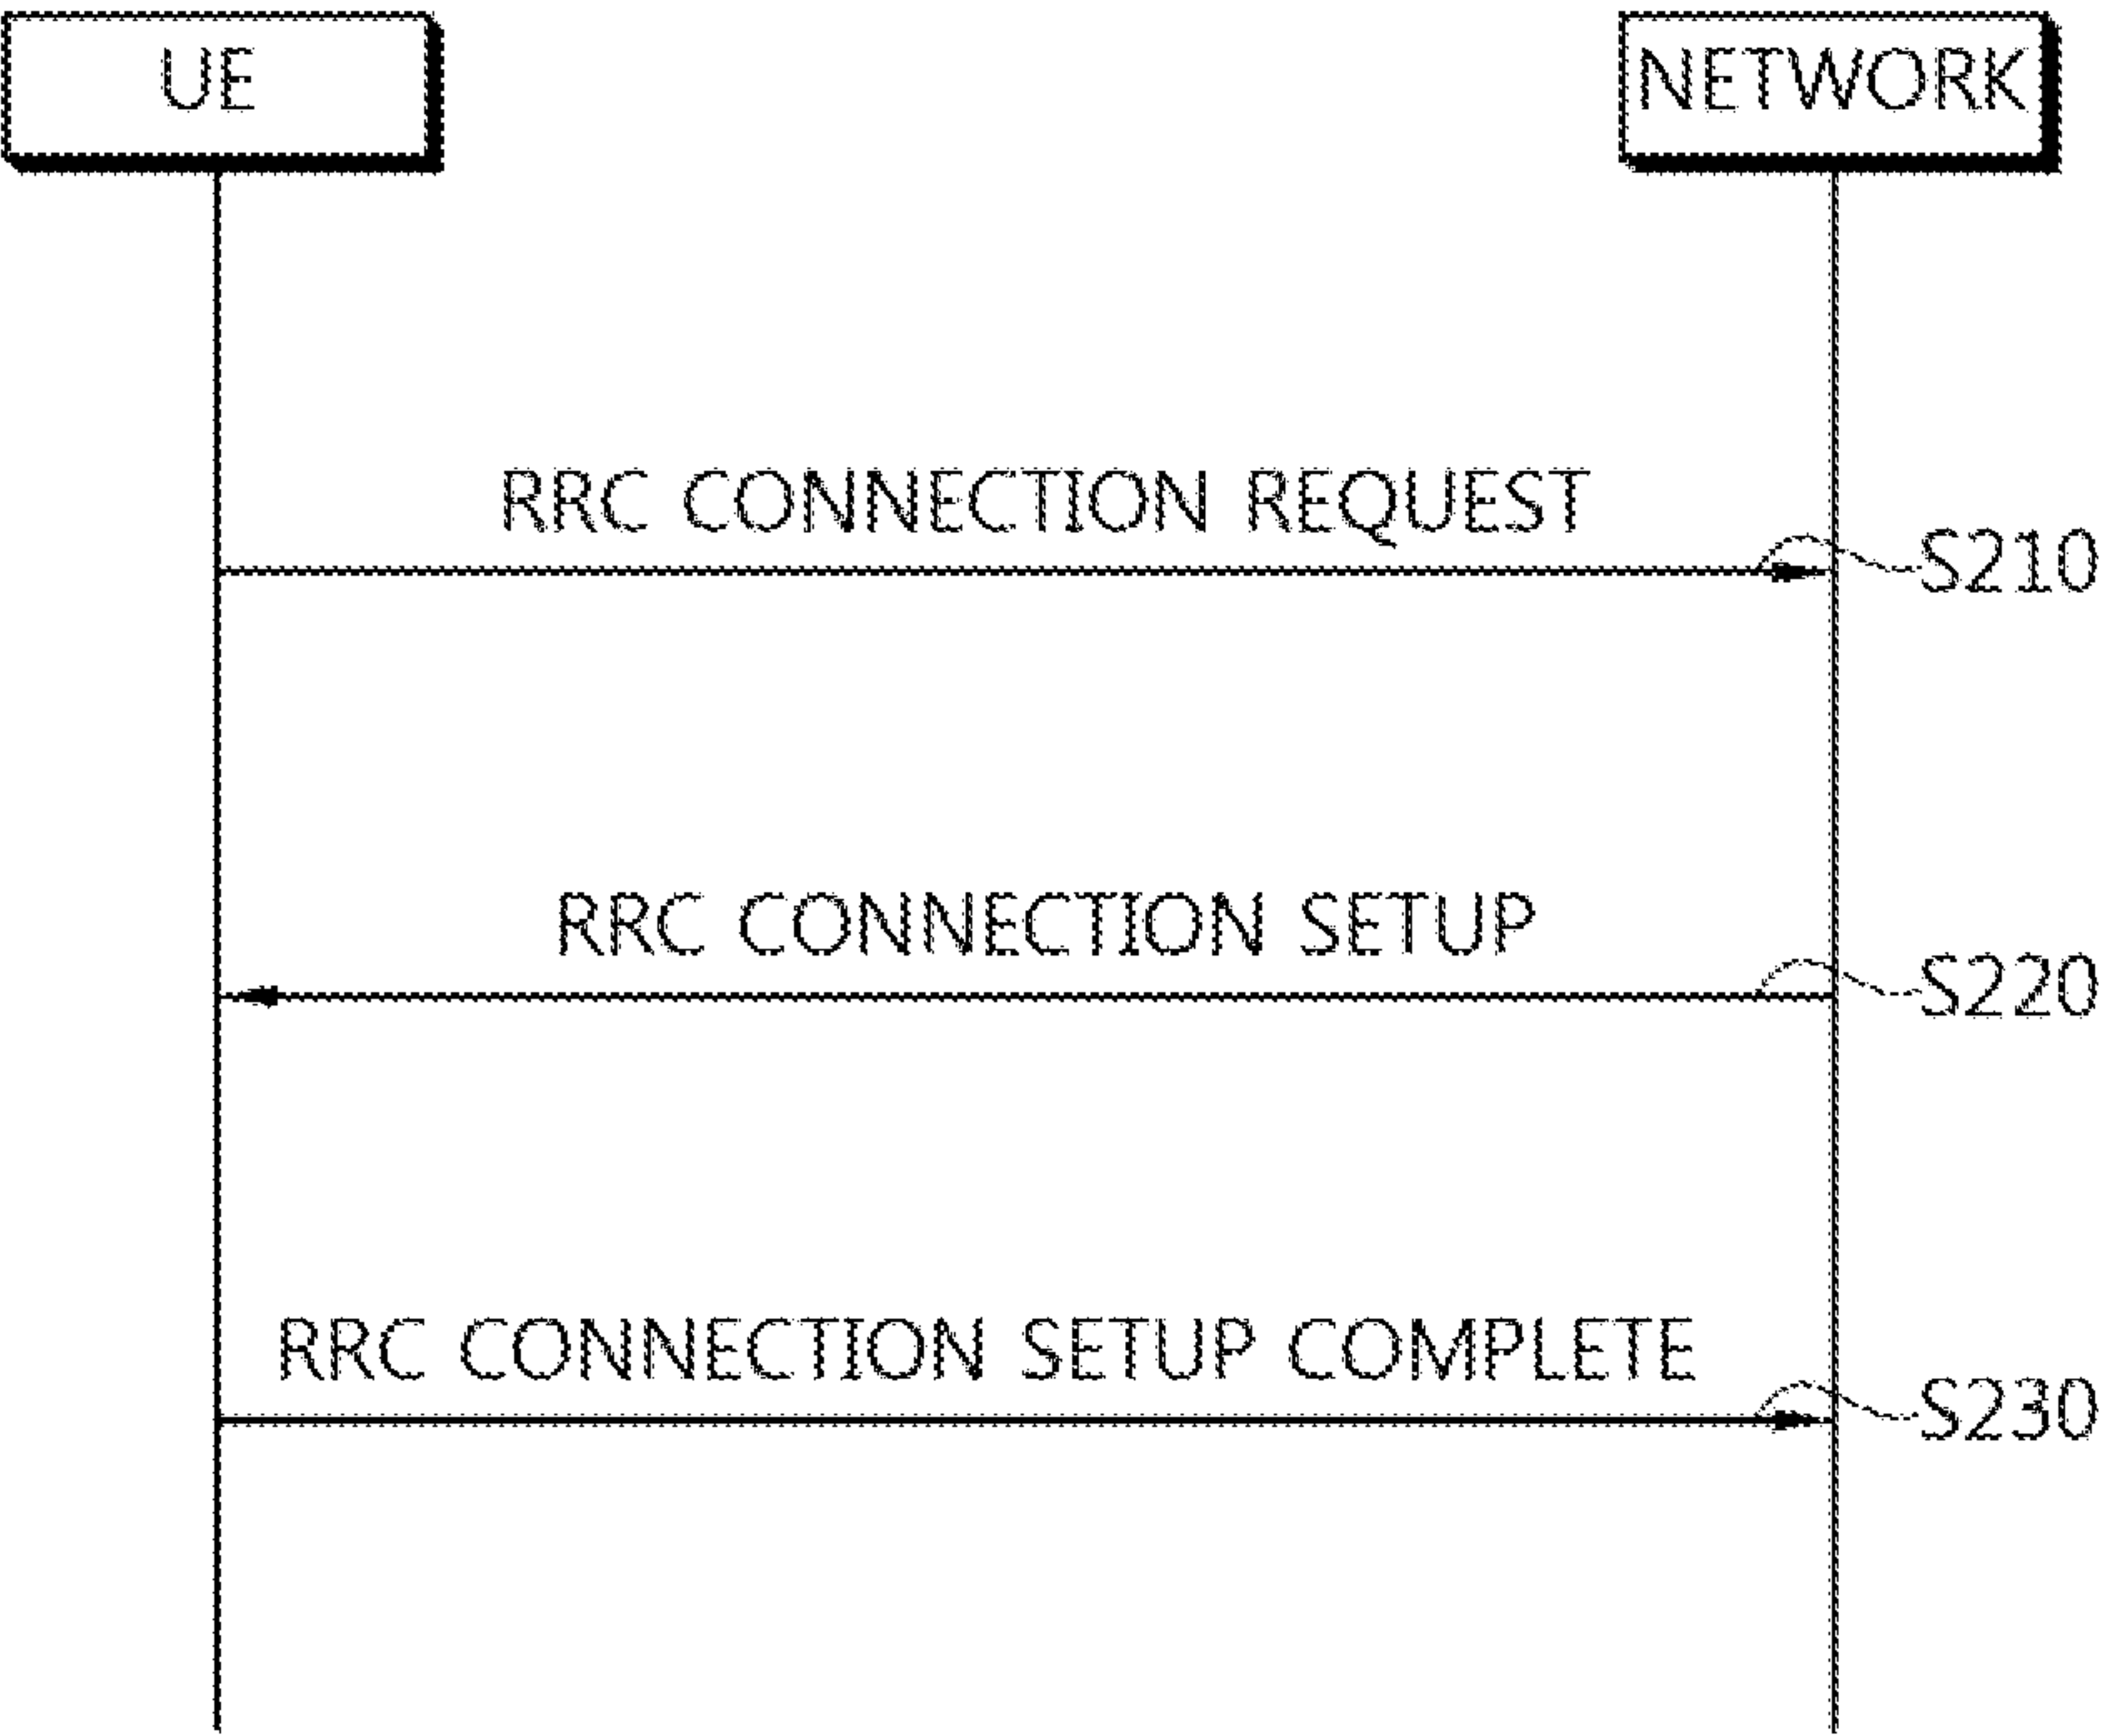 UE
NETWORK
RRC CONNECTION REQUEST
S210
RRC CONNECTION SETUP
S220
RRC CONNECTION SETUP COMPLETE
S230